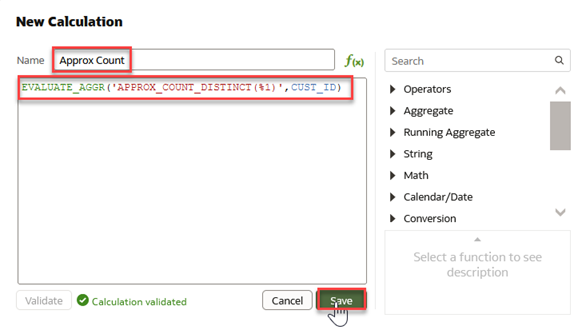 New Calculation
Name Approx Count f(x)
EVALUATE_AGGR('APPROX_COUNT_DISTINCT(%1)',CUST_ID)
Validate Calculation validated Cancel Save
Search
Operators
Aggregate
Running Aggregate
String
Math
Calendar/Date
Conversion
Select a function to see
description